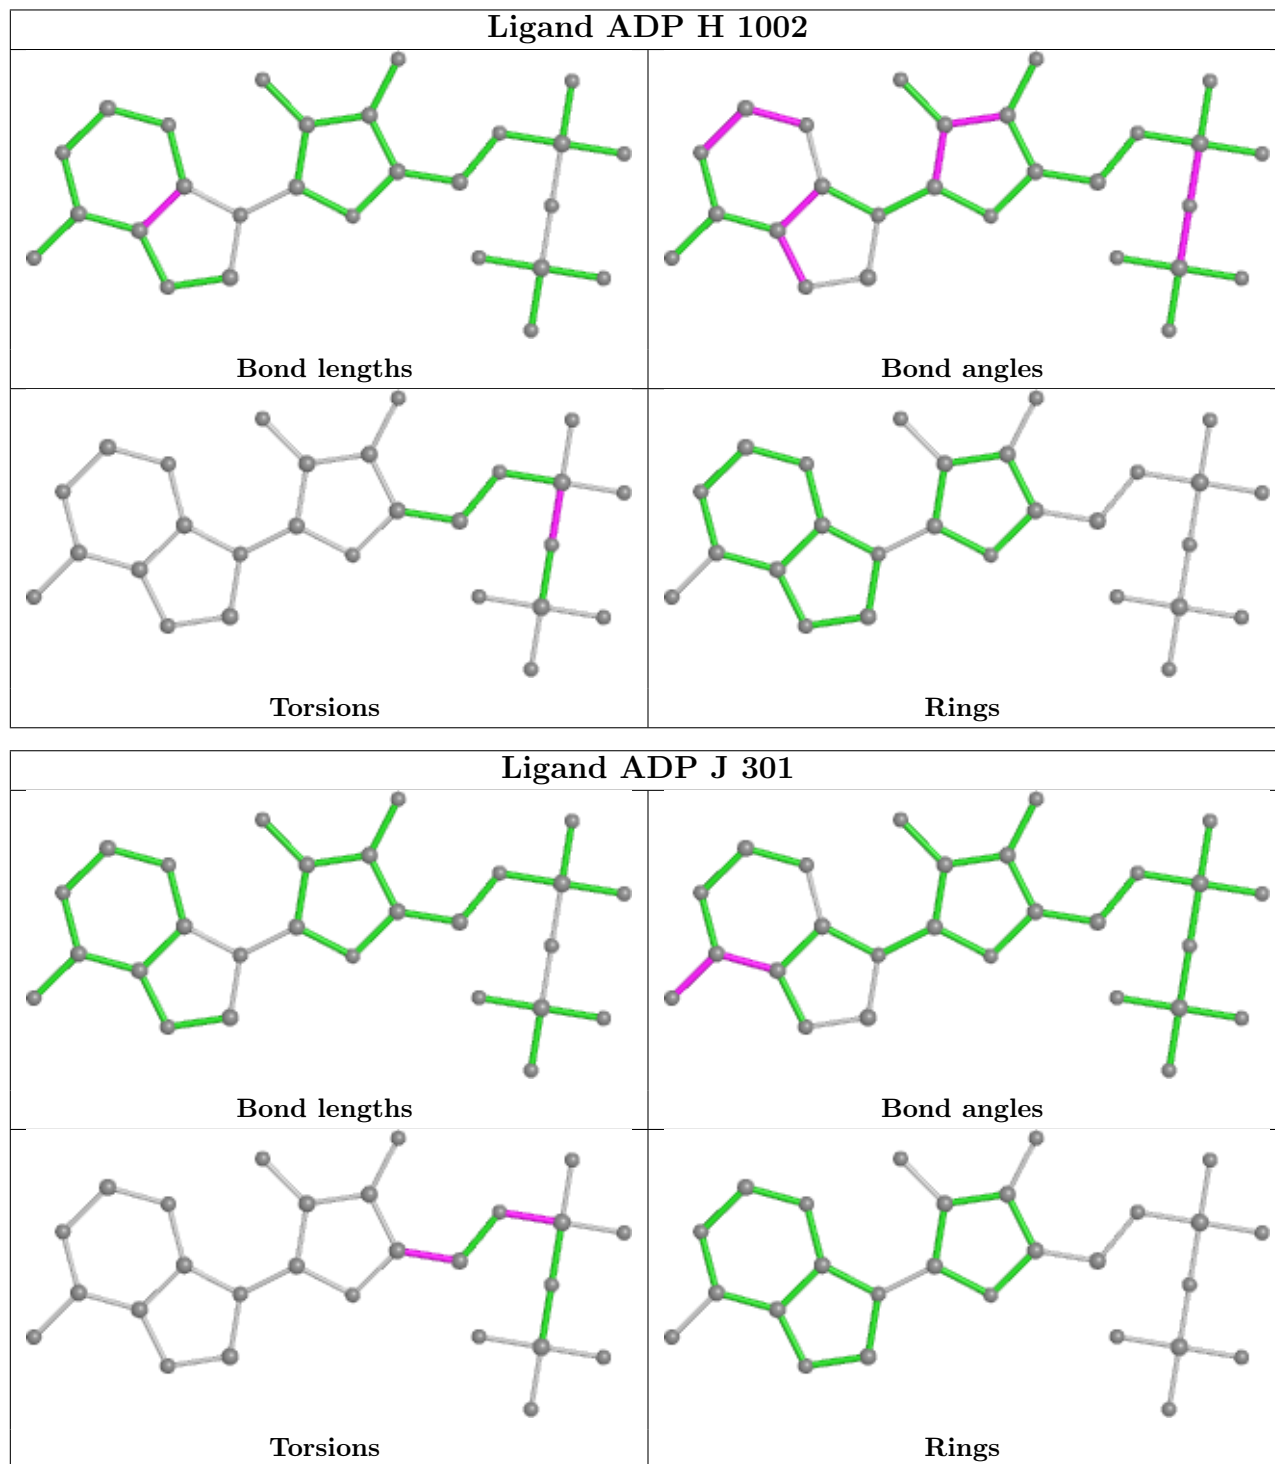 Ligand ADP H 1002
Bond lengths
Bond angles
Torsions
Rings
Ligand ADP J 301
Bond lengths
Bond angles
Torsions
Rings